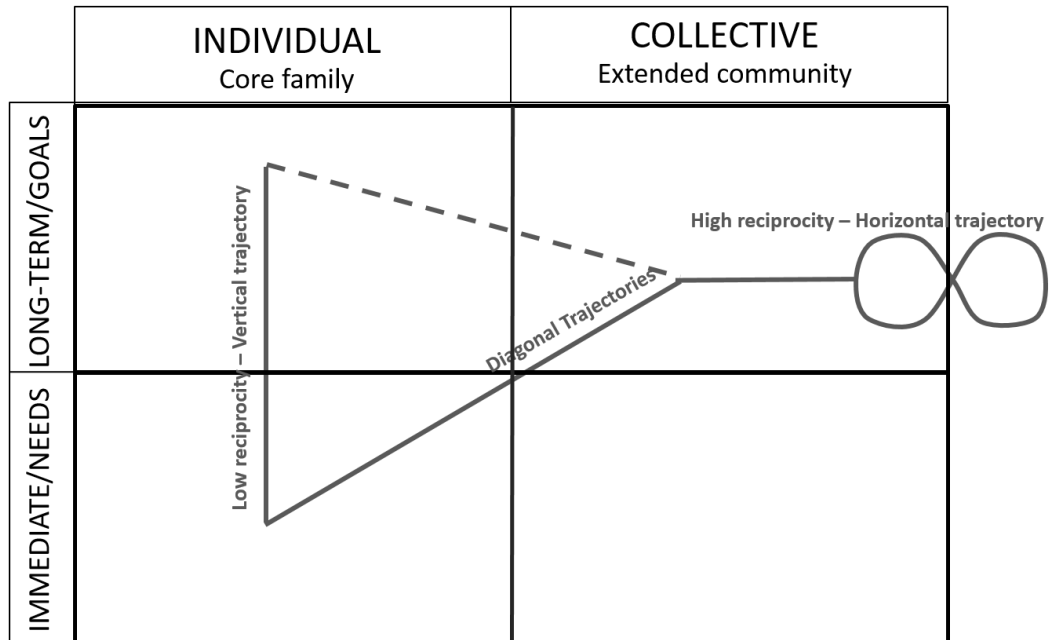 INDIVIDUAL
Core family
COLLECTIVE
Extended community
LONG-TERM/GOALS
IMMEDIATE/NEEDS
Low reciprocity – Vertical trajectory
Diagonal Trajectories
High reciprocity – Horizontal trajectory